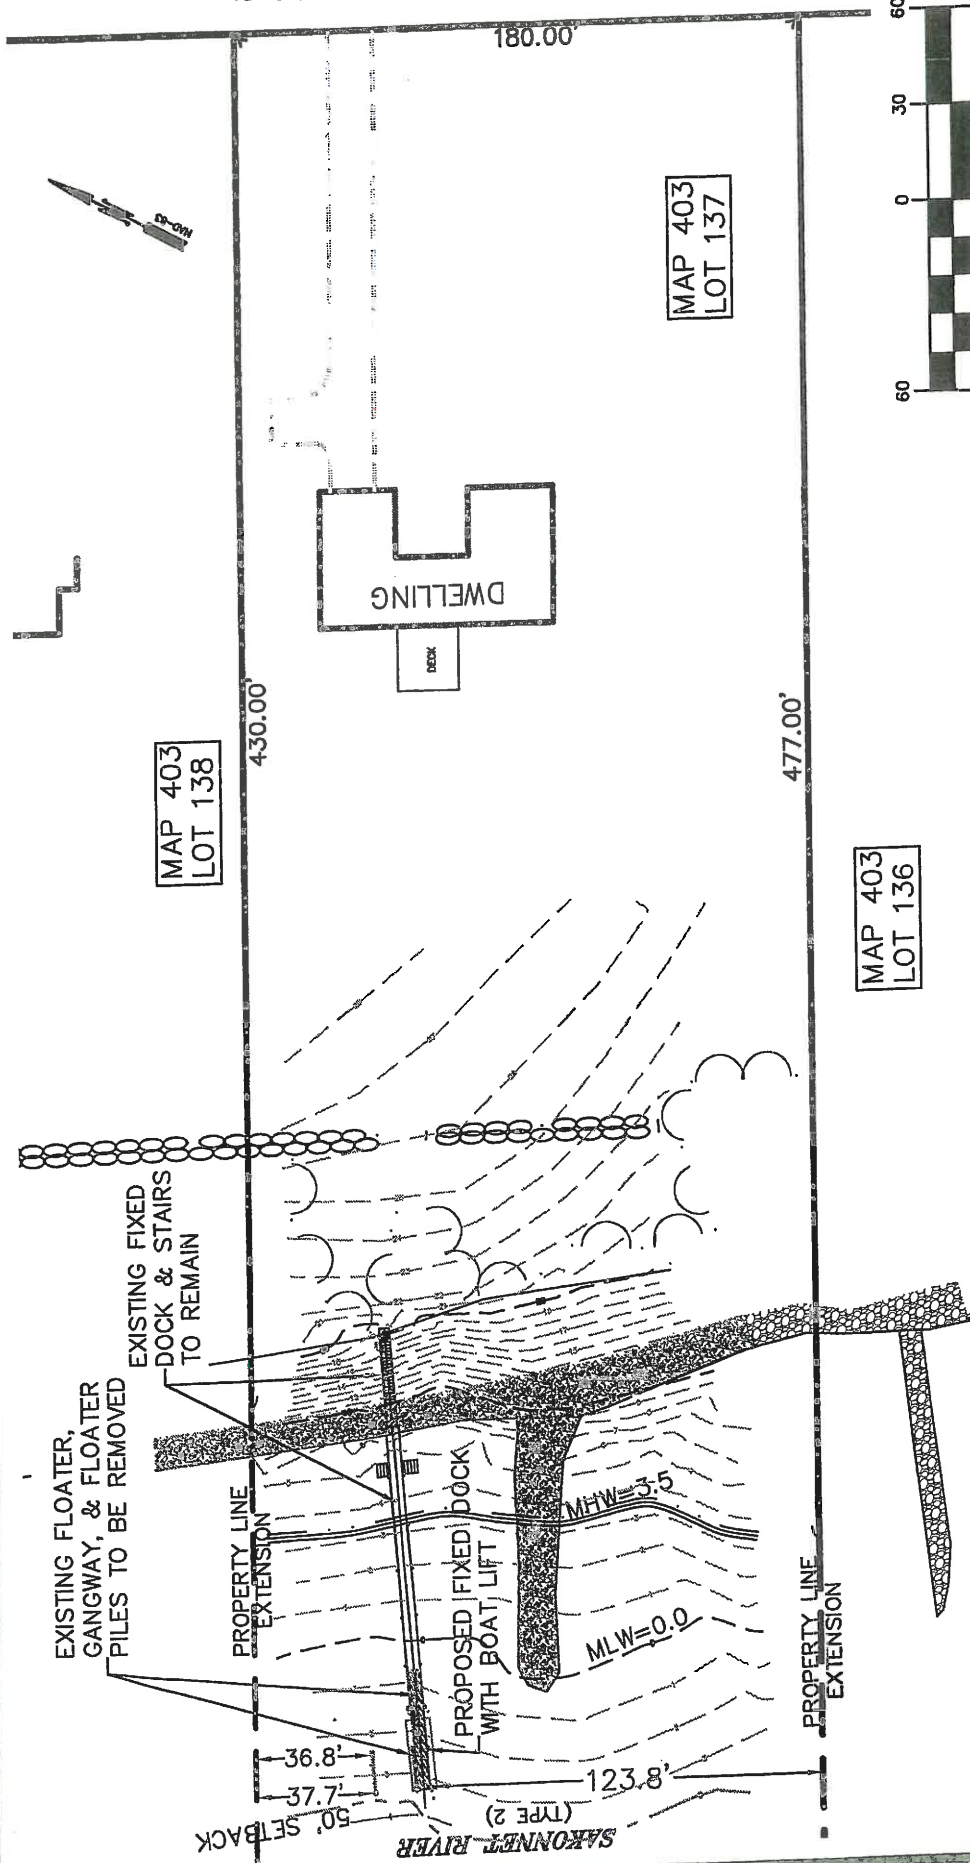 180.00'
60
30
0
60
NAD-83
MAP 403
LOT 137
DWELLING
DECK
430.00'
477.00'
MAP 403
LOT 138
MAP 403
LOT 136
EXISTING FIXED
DOCK & STAIRS
TO REMAIN
EXISTING FLOATER,
GANGWAY, & FLOATER
PILES TO BE REMOVED
PROPERTY LINE
EXTENSION
PROPOSED FIXED DOCK
WITH BOAT LIFT
MHW=3.5
MLW=0.0
PROPERTY LINE
EXTENSION
36.8'
37.7'
50' SETBACK
123.8'
SAKONNET RIVER
(TYPE 2)